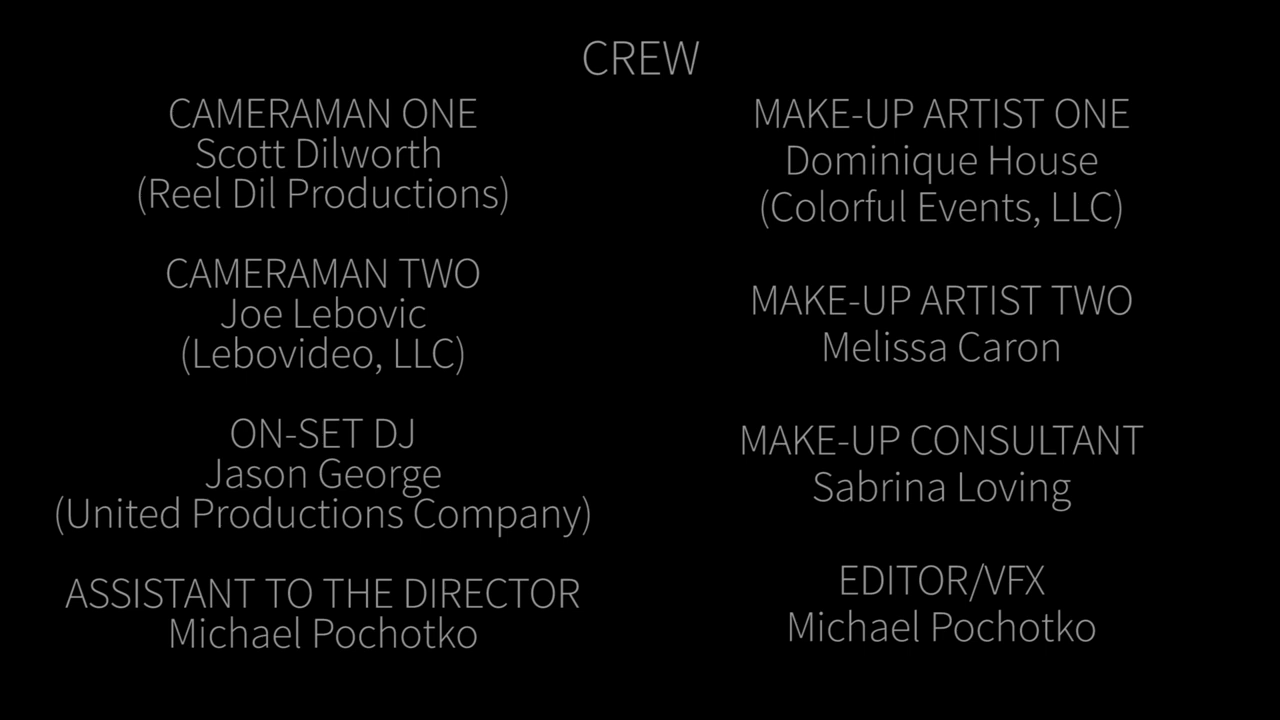 CREW
CAMERAMAN ONE
Scott Dilworth
(Reel Dil Productions)
CAMERAMAN TWO
Joe Lebovic
(Lebovideo, LLC)
ON-SET DJ
Jason George
(United Productions Company)
ASSISTANT TO THE DIRECTOR
Michael Pochotko
MAKE-UP ARTIST ONE
Dominique House
(Colorful Events, LLC)
MAKE-UP ARTIST TWO
Melissa Caron
MAKE-UP CONSULTANT
Sabrina Loving
EDITOR/VFX
Michael Pochotko